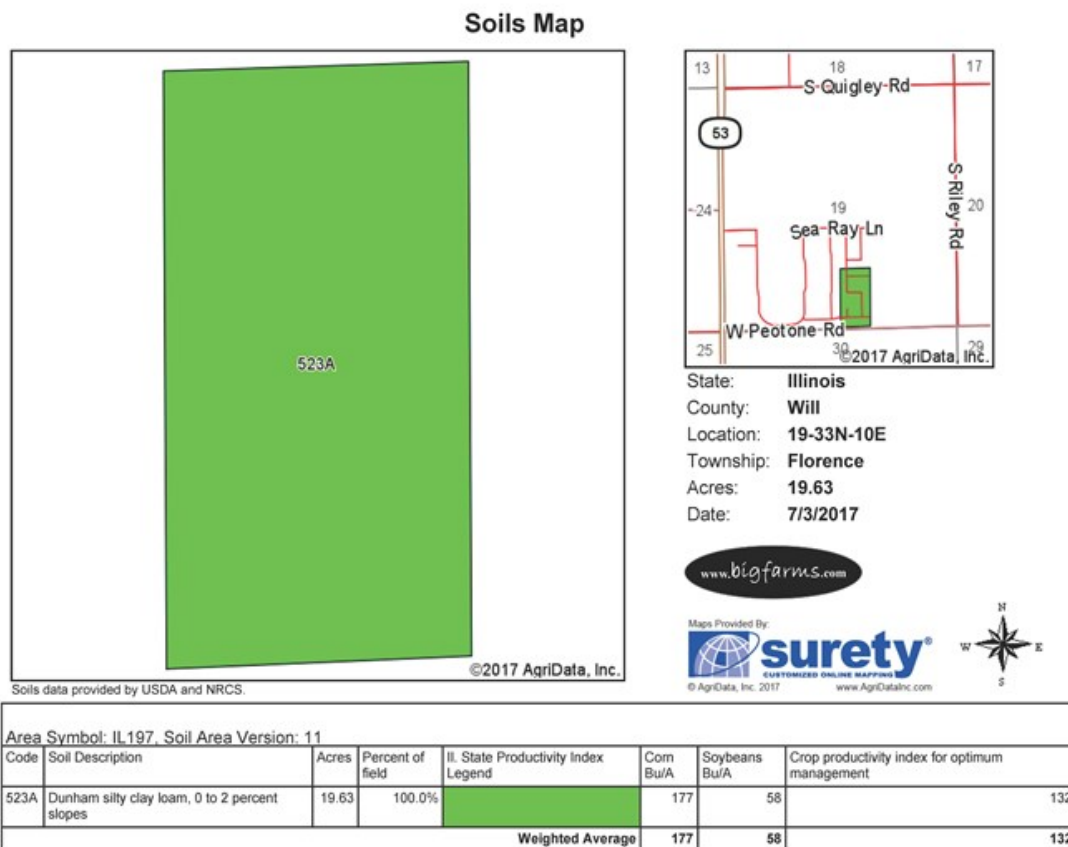 Soils Map
523A
©2017 AgriData, Inc.
Soils data provided by USDA and NRCS.
13
18
17
S Quigley Rd
53
S Riley Rd
24
19
20
Sea Ray Ln
W Peotone Rd
25
30
29
©2017 AgriData, Inc.
State: Illinois
County: Will
Location: 19-33N-10E
Township: Florence
Acres: 19.63
Date: 7/3/2017
www.bigfarms.com
Maps Provided By:
surety®
CUSTOMIZED ONLINE MAPPING
© AgriData, Inc. 2017 www.AgriDataInc.com
N
W E
S
Area Symbol: IL197, Soil Area Version: 11
Code Soil Description Acres Percent of field Il. State Productivity Index Legend Corn Bu/A Soybeans Bu/A Crop productivity index for optimum management
523A Dunham silty clay loam, 0 to 2 percent slopes 19.63 100.0% 177 58 132
Weighted Average 177 58 132